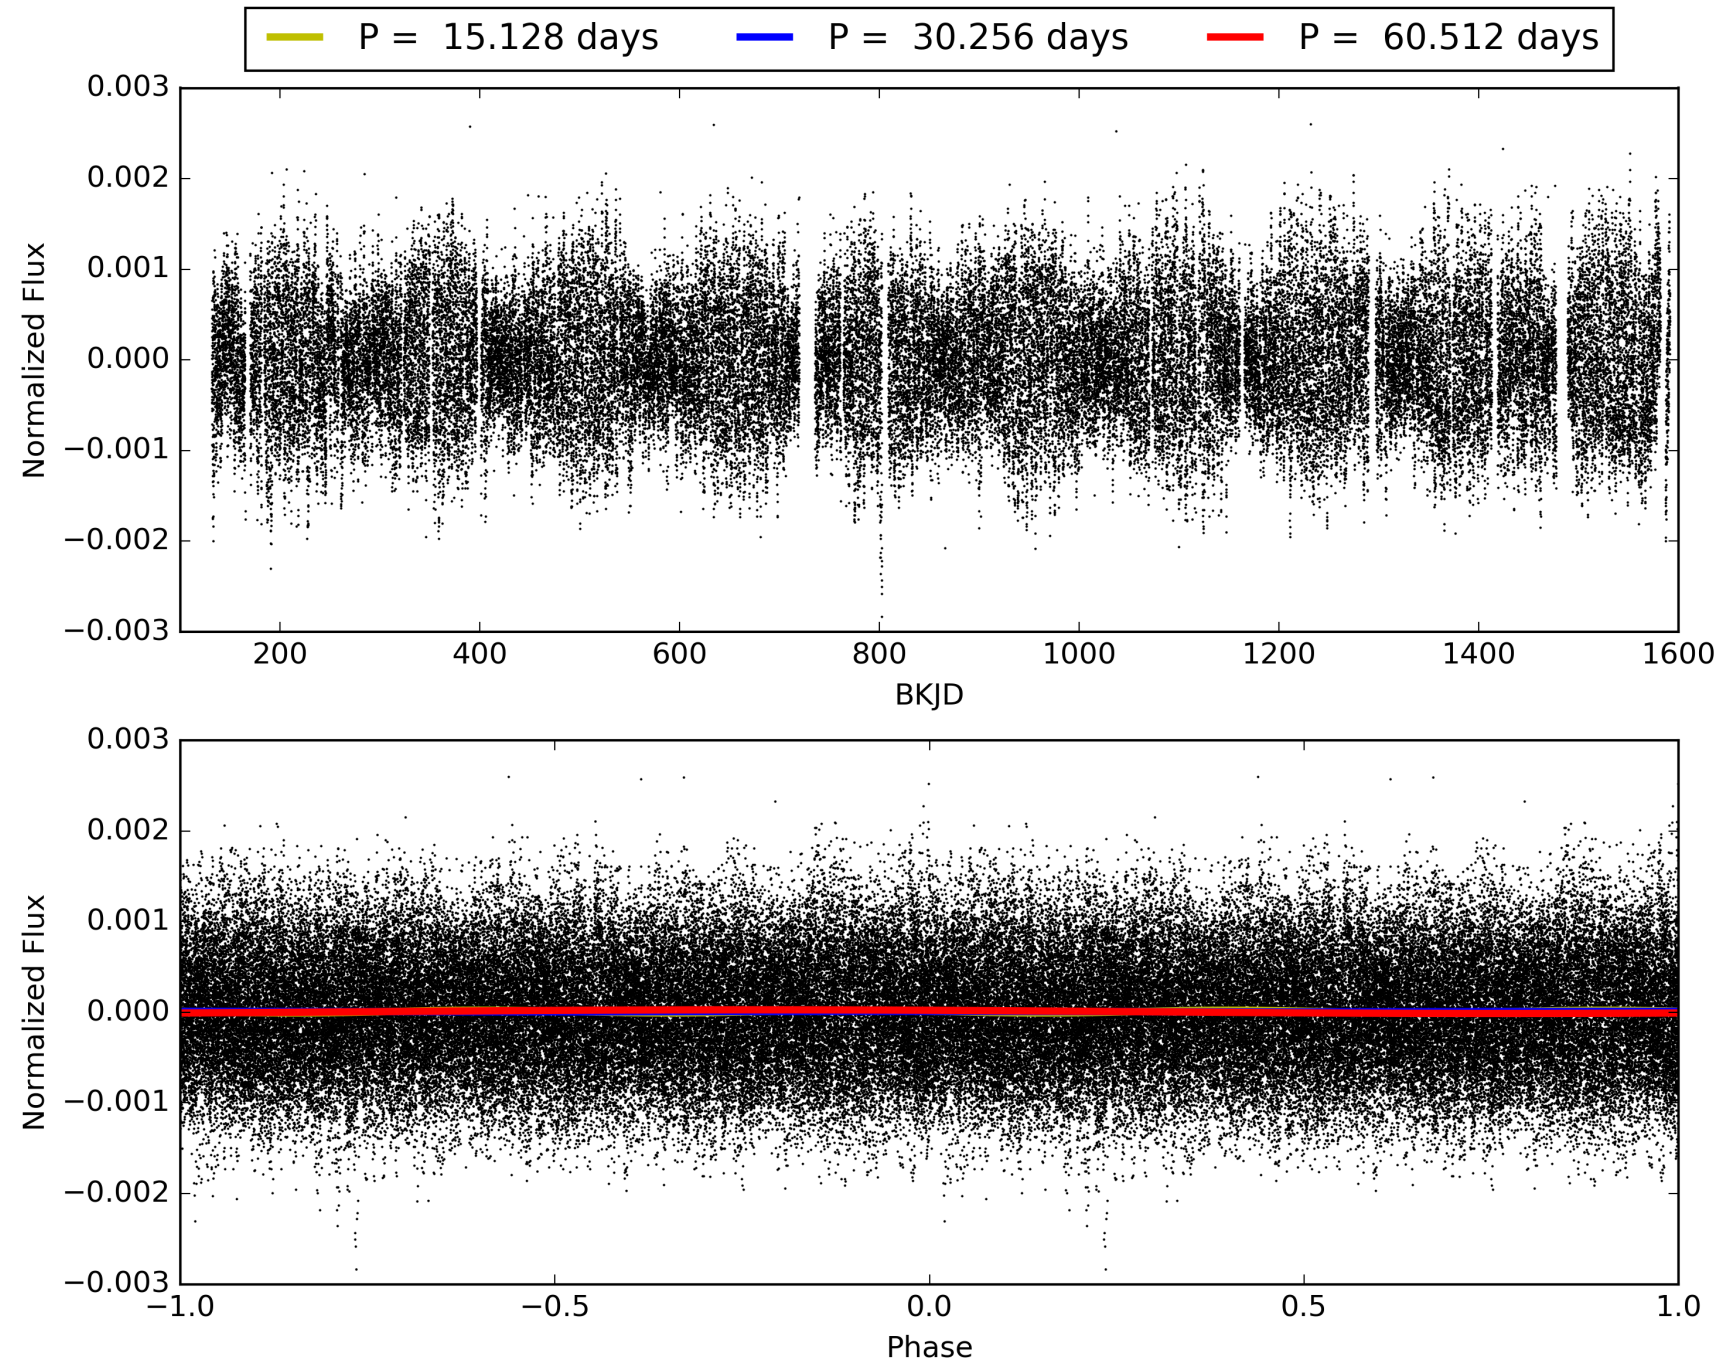 P = 15.128 days P = 30.256 days P = 60.512 days
0.003
0.002
0.001
0.000
−0.001
−0.002
−0.003
Normalized Flux
200 400 600 800 1000 1200 1400 1600
BKJD
0.003
0.002
0.001
0.000
−0.001
−0.002
−0.003
Normalized Flux
−1.0 −0.5 0.0 0.5 1.0
Phase